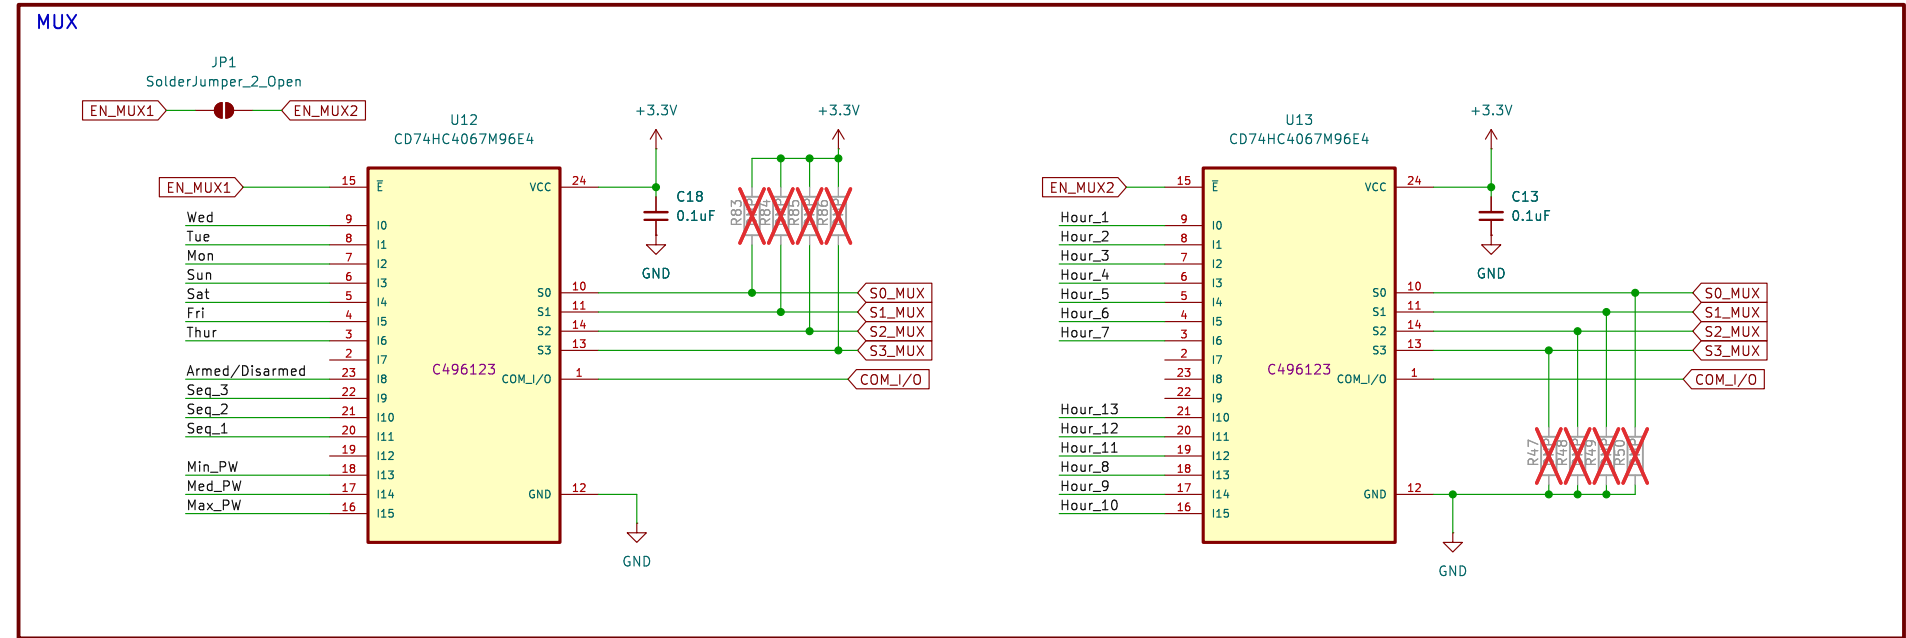 MUX
JP1
SolderJumper_2_Open
EN_MUX1
EN_MUX2
U12
CD74HC4067M96E4
EN_MUX1
15
E
VCC
24
Wed
9
I0
Tue
8
I1
Mon
7
I2
Sun
6
I3
Sat
5
I4
Fri
4
I5
Thur
3
I6
2
I7
Armed/Disarmed
23
I8
Seq_3
22
I9
Seq_2
21
I10
Seq_1
20
I11
19
I12
Min_PW
18
I13
Med_PW
17
I14
Max_PW
16
I15
S0
10
S1
11
S2
14
S3
13
C496123
COM_I/O
1
GND
12
GND
+3.3V
C18
0.1uF
GND
+3.3V
R83
R84
R85
R86
S0_MUX
S1_MUX
S2_MUX
S3_MUX
COM_I/O
U13
CD74HC4067M96E4
EN_MUX2
15
E
VCC
24
Hour_1
9
I0
Hour_2
8
I1
Hour_3
7
I2
Hour_4
6
I3
Hour_5
5
I4
Hour_6
4
I5
Hour_7
3
I6
2
I7
23
I8
22
I9
Hour_13
21
I10
Hour_12
20
I11
Hour_11
19
I12
Hour_8
18
I13
Hour_9
17
I14
Hour_10
16
I15
S0
10
S1
11
S2
14
S3
13
C496123
COM_I/O
1
GND
12
GND
+3.3V
C13
0.1uF
GND
S0_MUX
S1_MUX
S2_MUX
S3_MUX
COM_I/O
R47
R48
R49
R50